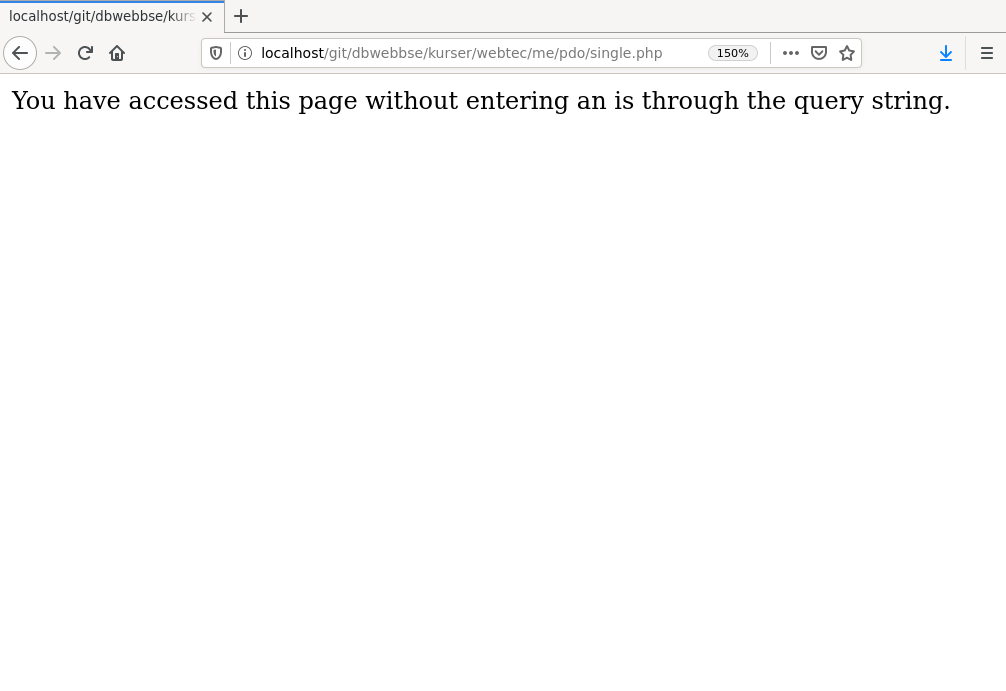 localhost/git/dbwebbse/kurs
localhost/git/dbwebbse/kurser/webtec/me/pdo/single.php 150%
You have accessed this page without entering an is through the query string.